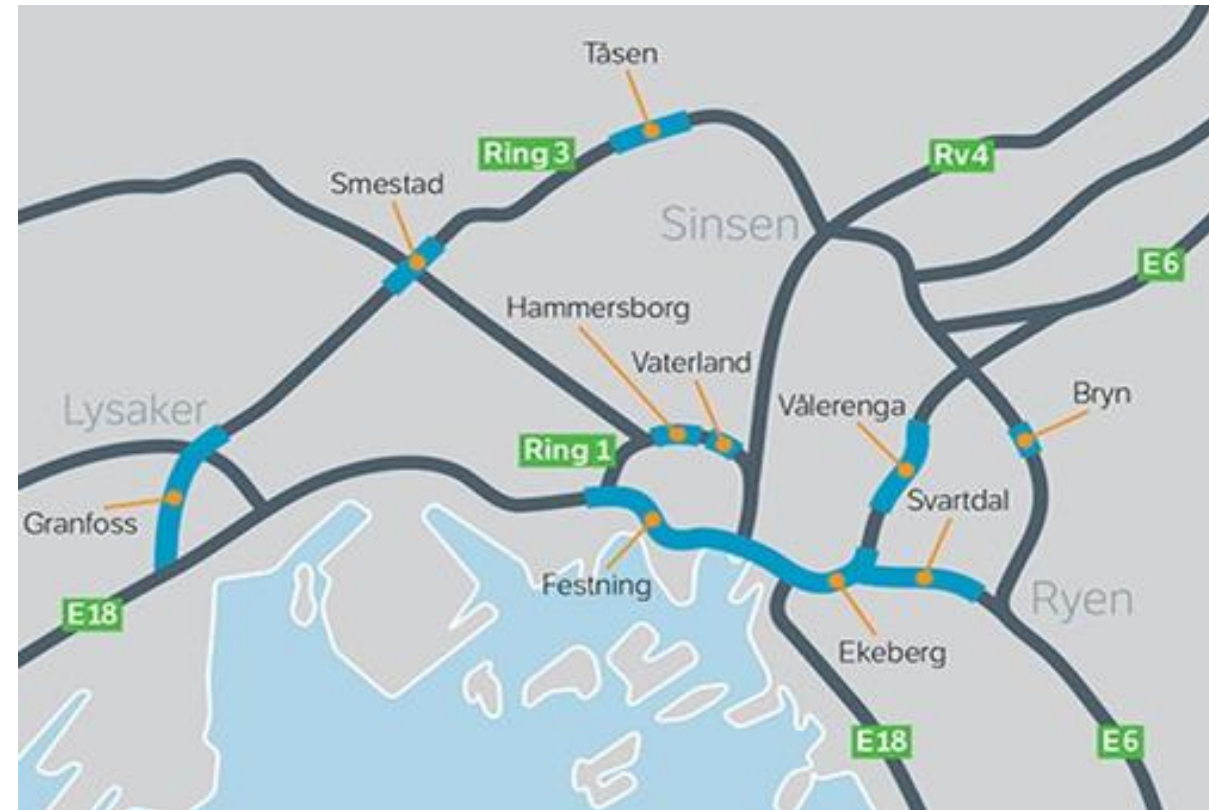 Tåsen
Ring 3
Rv4
Smestad
Sinsen
E6
Hammersborg
Vaterland
Lysaker
Vålerenga
Bryn
Ring 1
Svartdal
Granfoss
Festning
E18
Ryen
Ekeberg
E18
E6